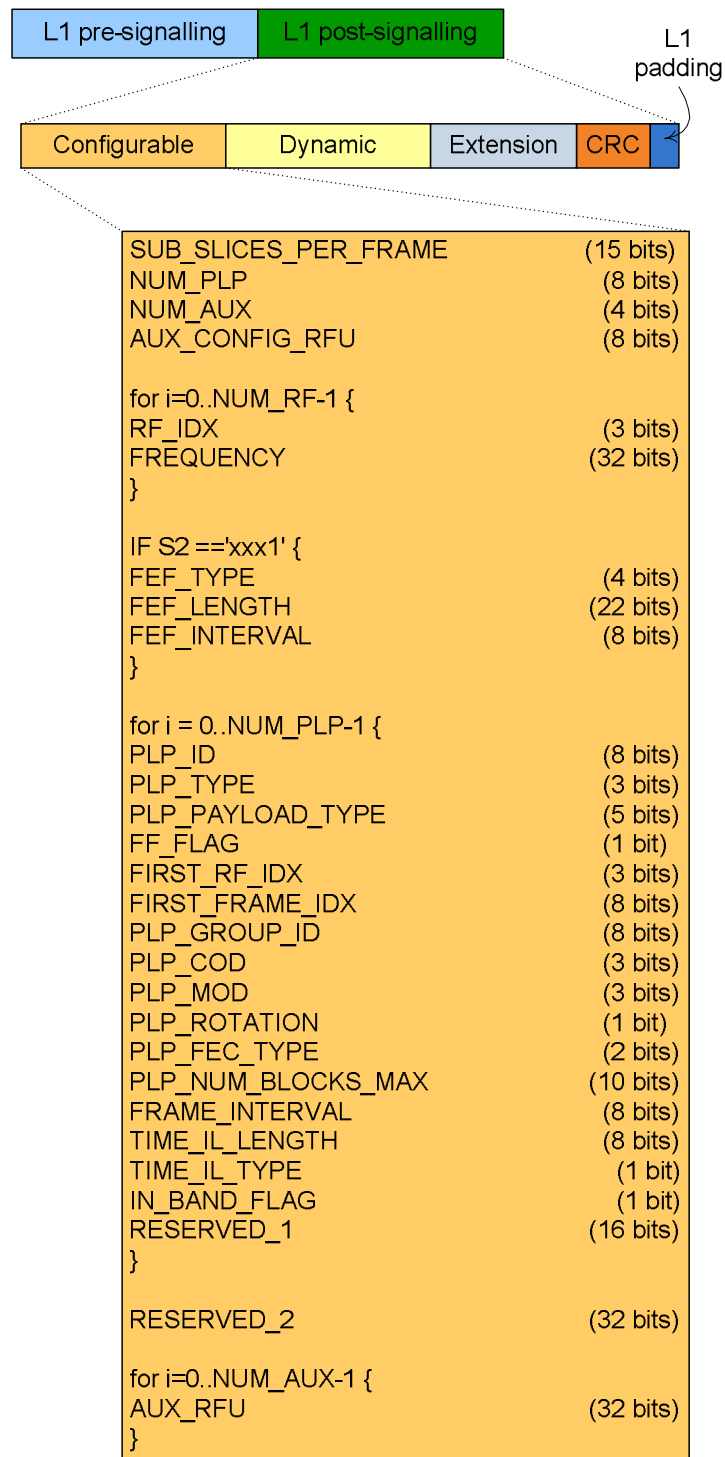 L1 pre-signalling L1 post-signalling
L1
padding
Configurable Dynamic Extension CRC
SUB_SLICES_PER_FRAME (15 bits)
NUM_PLP (8 bits)
NUM_AUX (4 bits)
AUX_CONFIG_RFU (8 bits)
for i=0..NUM_RF-1 {
RF_IDX (3 bits)
FREQUENCY (32 bits)
}
IF S2 =='xxx1' {
FEF_TYPE (4 bits)
FEF_LENGTH (22 bits)
FEF_INTERVAL (8 bits)
}
for i = 0..NUM_PLP-1 {
PLP_ID (8 bits)
PLP_TYPE (3 bits)
PLP_PAYLOAD_TYPE (5 bits)
FF_FLAG (1 bit)
FIRST_RF_IDX (3 bits)
FIRST_FRAME_IDX (8 bits)
PLP_GROUP_ID (8 bits)
PLP_COD (3 bits)
PLP_MOD (3 bits)
PLP_ROTATION (1 bit)
PLP_FEC_TYPE (2 bits)
PLP_NUM_BLOCKS_MAX (10 bits)
FRAME_INTERVAL (8 bits)
TIME_IL_LENGTH (8 bits)
TIME_IL_TYPE (1 bit)
IN_BAND_FLAG (1 bit)
RESERVED_1 (16 bits)
}
RESERVED_2 (32 bits)
for i=0..NUM_AUX-1 {
AUX_RFU (32 bits)
}